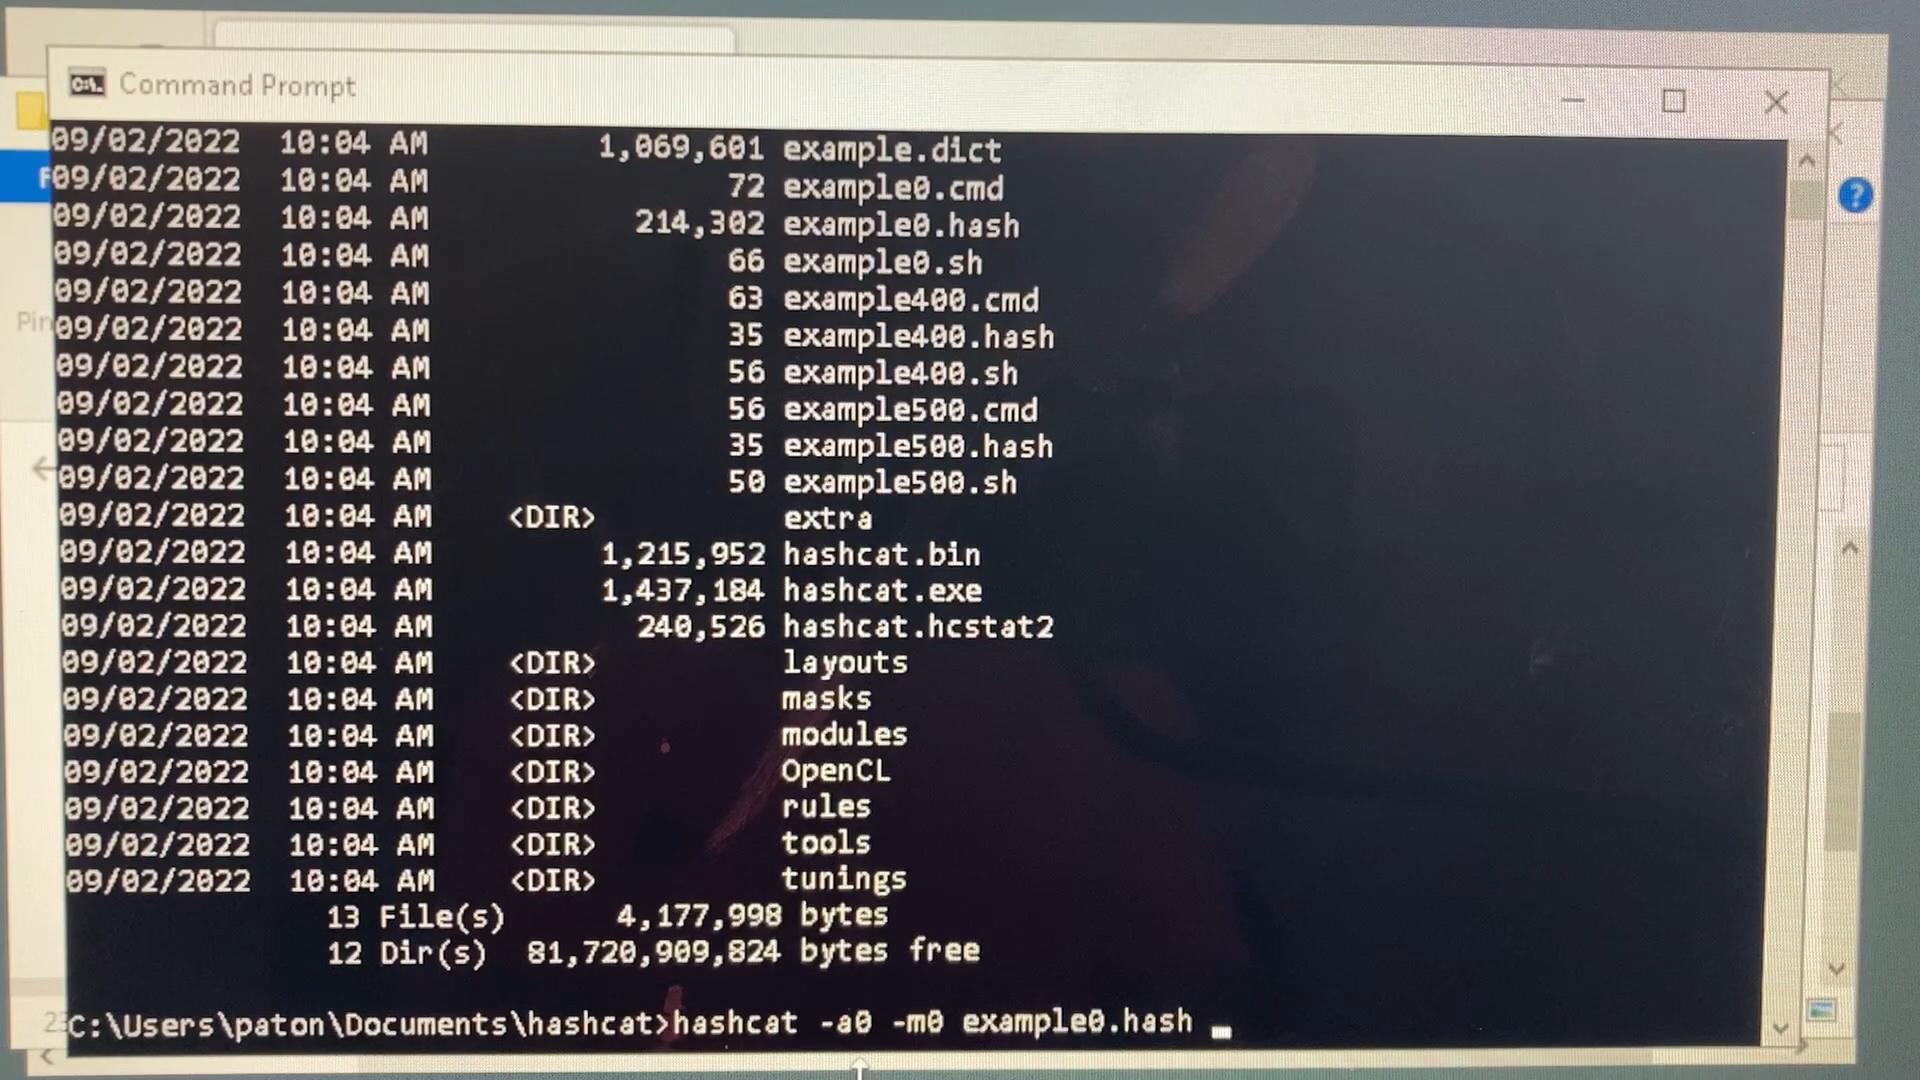 Command Prompt
09/02/2022 10:04 AM 1,069,601 example.dict
09/02/2022 10:04 AM 72 example0.cmd
09/02/2022 10:04 AM 214,302 example0.hash
09/02/2022 10:04 AM 66 example0.sh
09/02/2022 10:04 AM 63 example400.cmd
09/02/2022 10:04 AM 35 example400.hash
09/02/2022 10:04 AM 56 example400.sh
09/02/2022 10:04 AM 56 example500.cmd
09/02/2022 10:04 AM 35 example500.hash
09/02/2022 10:04 AM 50 example500.sh
09/02/2022 10:04 AM <DIR> extra
09/02/2022 10:04 AM 1,215,952 hashcat.bin
09/02/2022 10:04 AM 1,437,184 hashcat.exe
09/02/2022 10:04 AM 240,526 hashcat.hcstat2
09/02/2022 10:04 AM <DIR> layouts
09/02/2022 10:04 AM <DIR> masks
09/02/2022 10:04 AM <DIR> modules
09/02/2022 10:04 AM <DIR> OpenCL
09/02/2022 10:04 AM <DIR> rules
09/02/2022 10:04 AM <DIR> tools
09/02/2022 10:04 AM <DIR> tunings
13 File(s) 4,177,998 bytes
12 Dir(s) 81,720,909,824 bytes free
C:\Users\paton\Documents\hashcat>hashcat -a0 -m0 example0.hash